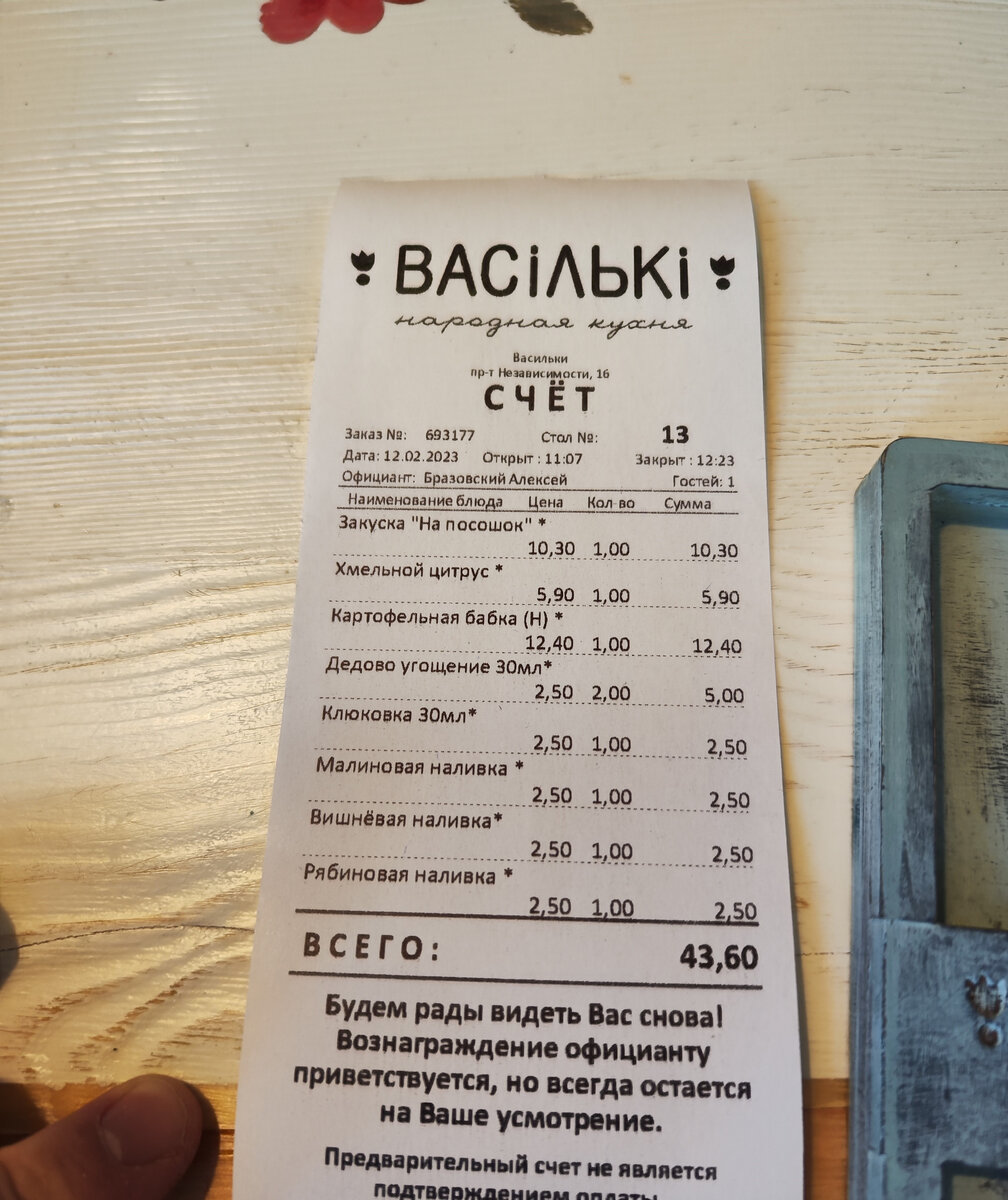 ВАСіЛЬКі
народная кухня
Васильки
пр-т Независимости, 16
СЧЁТ
Заказ №: 693177 Стол №: 13
Дата: 12.02.2023 Открыт : 11:07 Закрыт : 12:23
Официант: Бразовский Алексей Гостей: 1
Наименование блюда Цена Кол-во Сумма
Закуска "На посошок" *
10,30 1,00 10,30
Хмельной цитрус *
5,90 1,00 5,90
Картофельная бабка (Н) *
12,40 1,00 12,40
Дедово угощение 30мл*
2,50 2,00 5,00
Клюковка 30мл*
2,50 1,00 2,50
Малиновая наливка *
2,50 1,00 2,50
Вишнёвая наливка*
2,50 1,00 2,50
Рябиновая наливка *
2,50 1,00 2,50
ВСЕГО: 43,60
Будем рады видеть Вас снова!
Вознаграждение официанту
приветствуется, но всегда остается
на Ваше усмотрение.
Предварительный счет не является
подтверждением оплаты